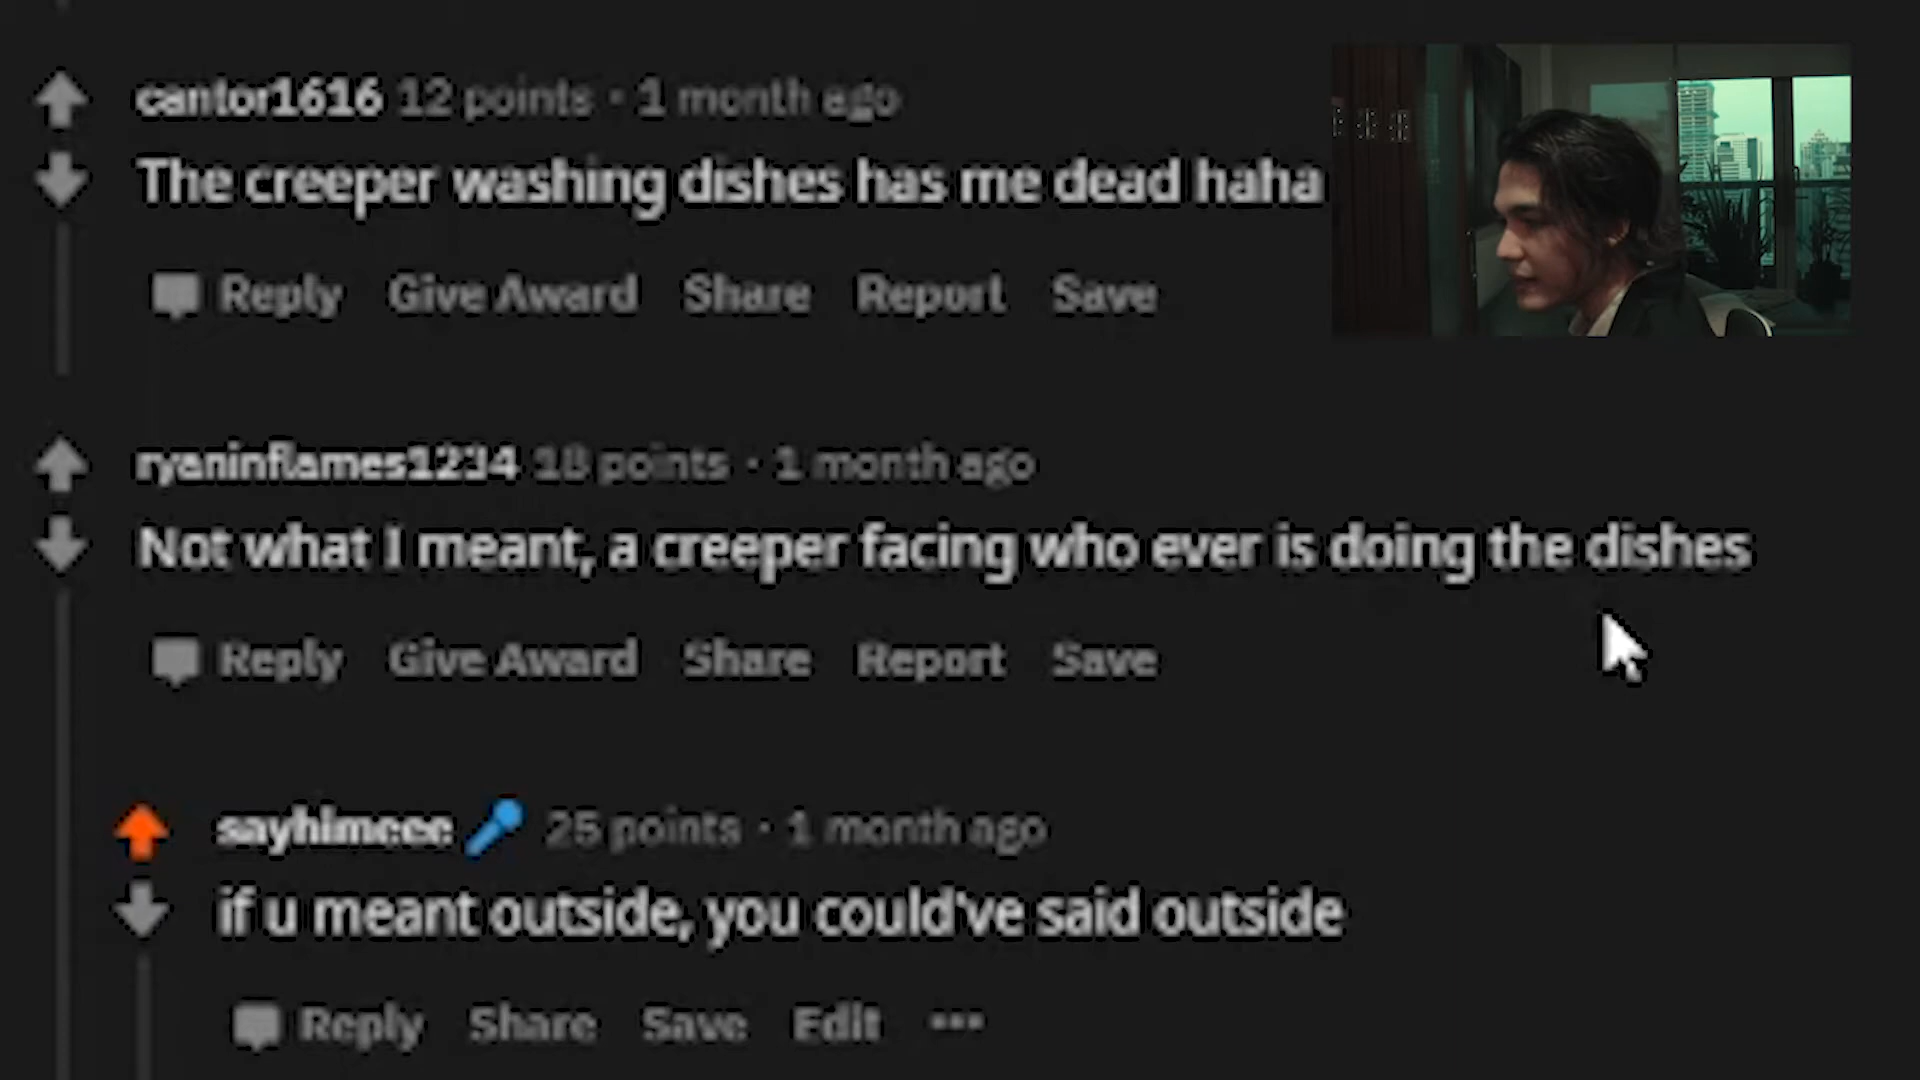 cantor1616 12 points · 1 month ago
The creeper washing dishes has me dead haha
Reply Give Award Share Report Save
ryaninflames1234 18 points · 1 month ago
Not what I meant, a creeper facing who ever is doing the dishes
Reply Give Award Share Report Save
sayhimeee 25 points · 1 month ago
if u meant outside, you could've said outside
Reply Share Save Edit ···